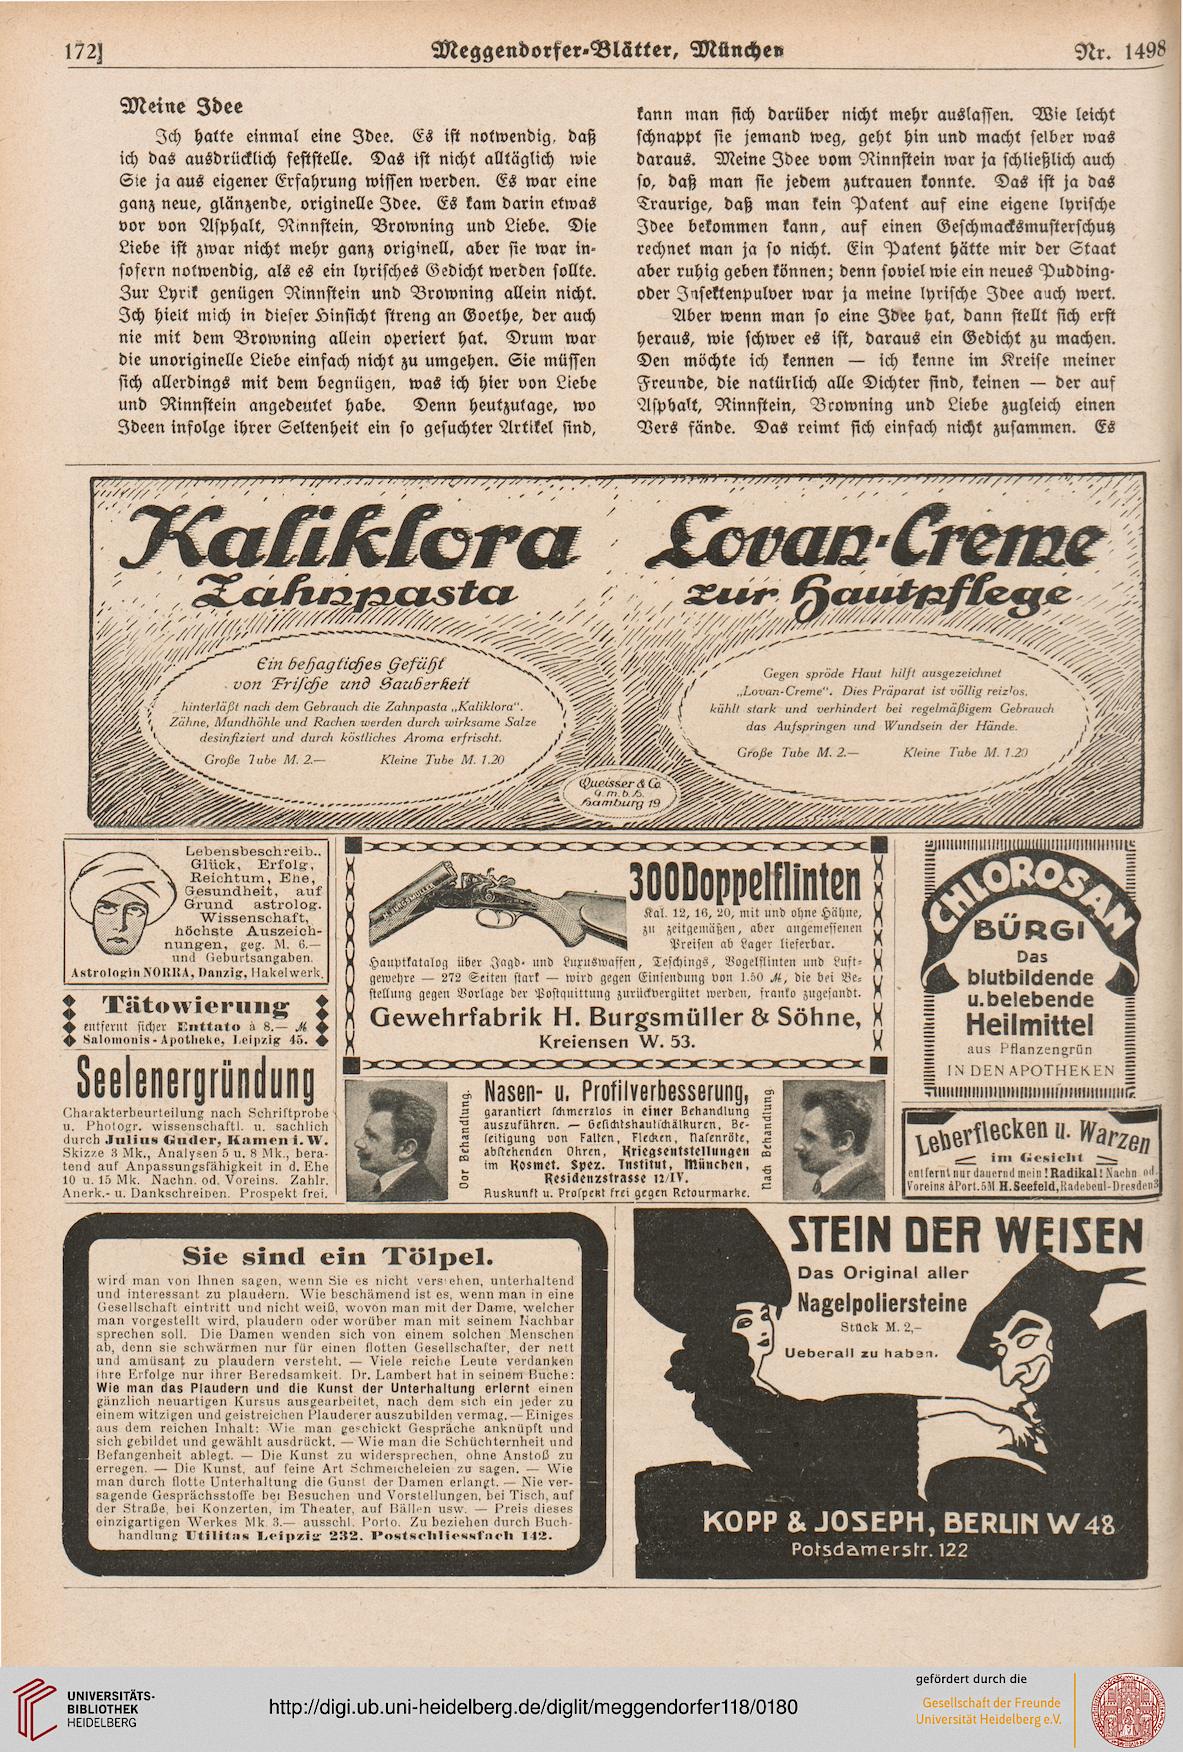 172]
Meggendorfer-Blätter, München
Nr. 1498
Meine Idee
Ich hatte einmal eine Idee. Es ist notwendig, daß
ich das ausdrücklich feststelle. Das ist nicht alltäglich wie
Sie ja aus eigener Erfahrung wissen werden. Es war eine
ganz neue, glänzende, originelle Idee. Es kam darin etwas
vor von Asphalt, Rinnstein, Browning und Liebe. Die
Liebe ist zwar nicht mehr ganz originell, aber sie war in-
sofern notwendig, als es ein lyrisches Gedicht werden sollte.
Zur Lyrik genügen Rinnstein und Browning allein nicht.
Ich hielt mich in dieser Hinsicht streng an Goethe, der auch
nie mit dem Browning allein operiert hat. Drum war
die unoriginelle Liebe einfach nicht zu umgehen. Sie müssen
sich allerdings mit dem begnügen, was ich hier von Liebe
und Rinnstein angedeutet habe. Denn heutzutage, wo
Ideen infolge ihrer Seltenheit ein so gesuchter Artikel sind,
kann man sich darüber nicht mehr auslassen. Wie leicht
schnappt sie jemand weg, geht hin und macht selber was
daraus. Meine Idee vom Rinnstein war ja schließlich auch
so, daß man sie jedem zutrauen konnte. Das ist ja das
Traurige, daß man kein Patent auf eine eigene lyrische
Idee bekommen kann, auf einen Geschmacksmusterschutz
rechnet man ja so nicht. Ein Patent hätte mir der Staat
aber ruhig geben können; denn soviel wie ein neues Pudding-
oder Insektenpulver war ja meine lyrische Idee auch wert.
Aber wenn man so eine Idee hat, dann stellt sich erst
heraus, wie schwer es ist, daraus ein Gedicht zu machen.
Den möchte ich kennen — ich kenne im Kreise meiner
Freunde, die natürlich alle Dichter sind, keinen — der auf
Asphalt, Rinnstein, Browning und Liebe zugleich einen
Vers fände. Das reimt sich einfach nicht zusammen. Es
Kaliklora
Zahnpasta
Ein behagliches Gefühl
von Frische und Sauberkeit
hinterläßt nach dem Gebrauch die Zahnpasta „Kaliklora“.
Zähne, Mundhöhle und Rachen werden durch wirksame Salze
desinfiziert und durch köstliches Aroma erfrischt.
Große Tube M. 2.— Kleine Tube M. 1.20
Lovan-Creme
zur Hautpflege
Gegen spröde Haut hilft ausgezeichnet
„Lovan-Creme“. Dies Präparat ist völlig reizlos,
kühlt stark und verhindert bei regelmäßigem Gebrauch
das Aufspringen und Wundsein der Hände.
Große Tube M. 2.— Kleine Tube M. 1.20
Queisser & Co.
G.m.b.H.
Hamburg 19
Lebensbeschreib..
Glück, Erfolg,
Reichtum, Ehe,
Gesundheit, auf
Grund astrolog.
Wissenschaft,
höchste Auszeich-
nungen, geg. M. 6.—
und Geburtsangaben.
Astrologin NORRA, Danzig, Hakelwerk.
Tätowierung
entfernt sicher Enttato à 8.— ℳ
Salomonis-Apotheke, Leipzig 45.
Seelenergründung
Charakterbeurteilung nach Schriftprobe
u. Photogr. wissenschaftl. u. sachlich
durch Julius Guder, Kamen i. W.
Skizze 3 Mk., Analysen 5 u. 8 Mk., bera-
tend auf Anpassungsfähigkeit in d. Ehe
10 u. 15 Mk. Nachn. od. Voreins. Zahlr.
Anerk.- u. Dankschreiben. Prospekt frei.
H. BURGSMÜLLER
300 Doppelflinten
Kal. 12, 16, 20, mit und ohne Hähne,
zu zeitgemäßen, aber angemessenen
Preisen ab Lager lieferbar.
Hauptkatalog über Jagd- und Luxuswaffen, Teschings, Vogelflinten und Luft-
gewehre — 272 Seiten stark — wird gegen Einsendung von 1.50 ℳ, die bei Be-
stellung gegen Vorlage der Postquittung zurückvergütet werden, franko zugesandt.
Gewehrfabrik H. Burgsmüller & Söhne,
Kreiensen W. 53.
Vor Behandlung.
Nasen- u. Profilverbesserung,
garantiert schmerzlos in einer Behandlung
auszuführen. — Gesichtshautschälkuren, Be-
seitigung von Falten, Flecken, Nasenröte,
abstehenden Ohren, Kriegsentstellungen
im Kosmet. Spez. Institut, München,
Residenzstrasse 12/IV.
Auskunft u. Prospekt frei gegen Retourmarke.
Nach Behandlung.
CHLOROSAN
BÜRGI
Das
blutbildende
u. belebende
Heilmittel
aus Pflanzengrün
IN DEN APOTHEKEN
Leberflecken u. Warzen
im Gesicht
entfernt nur dauernd mein „Radikal“ Nachn. od.
Voreins. à Port. 5M H. Seefeld, Radebeul-Dresden 3
Sie sind ein Tölpel.
wird man von Ihnen sagen, wenn Sie es nicht verstehen, unterhaltend
und interessant zu plaudern. Wie beschämend ist es, wenn man in eine
Gesellschaft eintritt und nicht weiß, wovon man mit der Dame, welcher
man vorgestellt wird, plaudern oder worüber man mit seinem Nachbar
sprechen soll. Die Damen wenden sich von einem solchen Menschen
ab, denn sie schwärmen nur für einen flotten Gesellschafter, der nett
und amüsant zu plaudern versteht. — Viele reiche Leute verdanken
ihre Erfolge nur ihrer Beredsamkeit. Dr. Lambert hat in seinem Buche:
Wie man das Plaudern und die Kunst der Unterhaltung erlernt einen
gänzlich neuartigen Kursus ausgearbeitet, nach dem sich ein jeder zu
einem witzigen und geistreichen Plauderer auszubilden vermag. — Einiges
aus dem reichen Inhalt: Wie man geschickt Gespräche anknüpft und
sich gebildet und gewählt ausdrückt. — Wie man die Schüchternheit und
Befangenheit ablegt. — Die Kunst zu widersprechen, ohne Anstoß zu
erregen. — Die Kunst, auf feine Art Schmeicheleien zu sagen. — Wie
man durch flotte Unterhaltung die Gunst der Damen erlangt. — Nie ver-
sagende Gesprächsstoffe bei Besuchen und Vorstellungen, bei Tisch, auf
der Straße, bei Konzerten, im Theater, auf Bällen usw. — Preis dieses
einzigartigen Werkes Mk. 3.— ausschl. Porto. Zu beziehen durch Buch-
handlung Utilitas Leipzig 232. Postschliessfach 142.
STEIN DER WEISEN
Das Original aller
Nagelpoliersteine
Stück M. 2,–
Ueberall zu haben.
KOPP & JOSEPH, BERLIN W 48
Potsdamerstr. 122
UNIVERSITÄTS-
BIBLIOTHEK
HEIDELBERG
http://digi.ub.uni-heidelberg.de/diglit/meggendorfer118/0180
gefördert durch die
Gesellschaft der Freunde
Universität Heidelberg e.V.